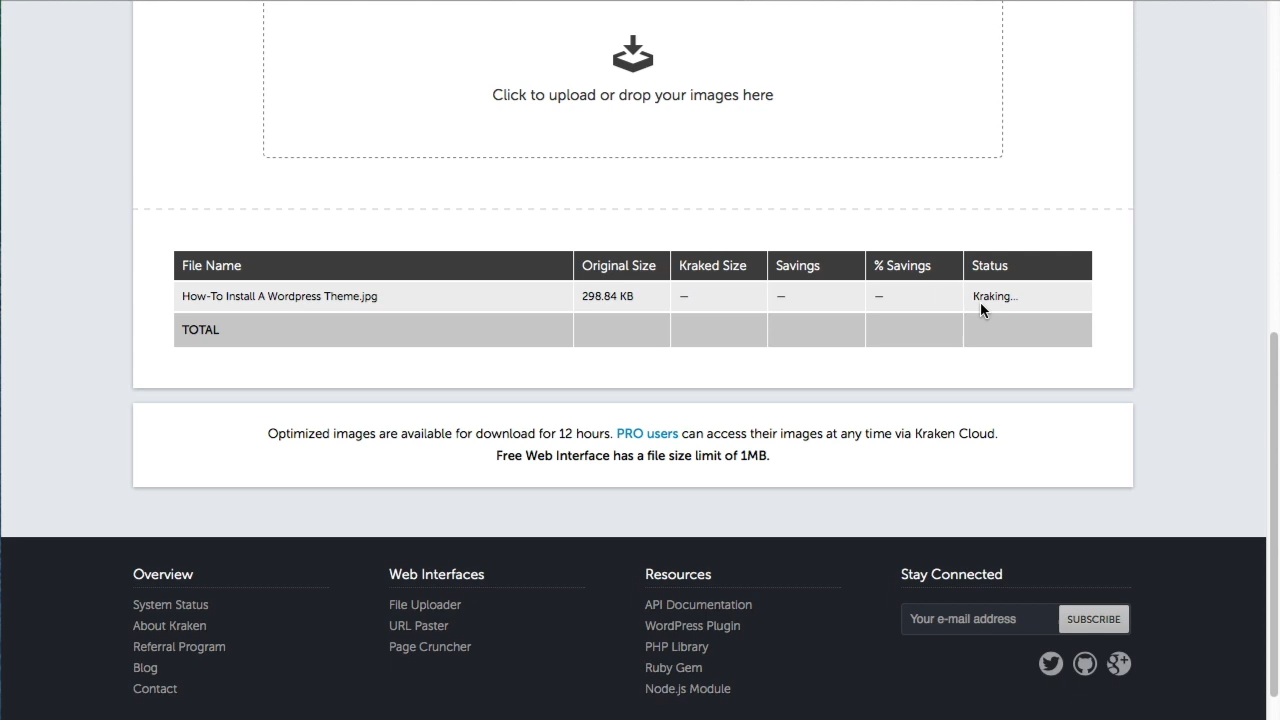 Click to upload or drop your images here
File Name Original Size Kraked Size Savings % Savings Status
How-To Install A Wordpress Theme.jpg 298.84 KB — — — Kraking...
TOTAL
Optimized images are available for download for 12 hours. PRO users can access their images at any time via Kraken Cloud.
Free Web Interface has a file size limit of 1MB.
Overview
System Status
About Kraken
Referral Program
Blog
Contact
Web Interfaces
File Uploader
URL Paster
Page Cruncher
Resources
API Documentation
WordPress Plugin
PHP Library
Ruby Gem
Node.js Module
Stay Connected
Your e-mail address SUBSCRIBE